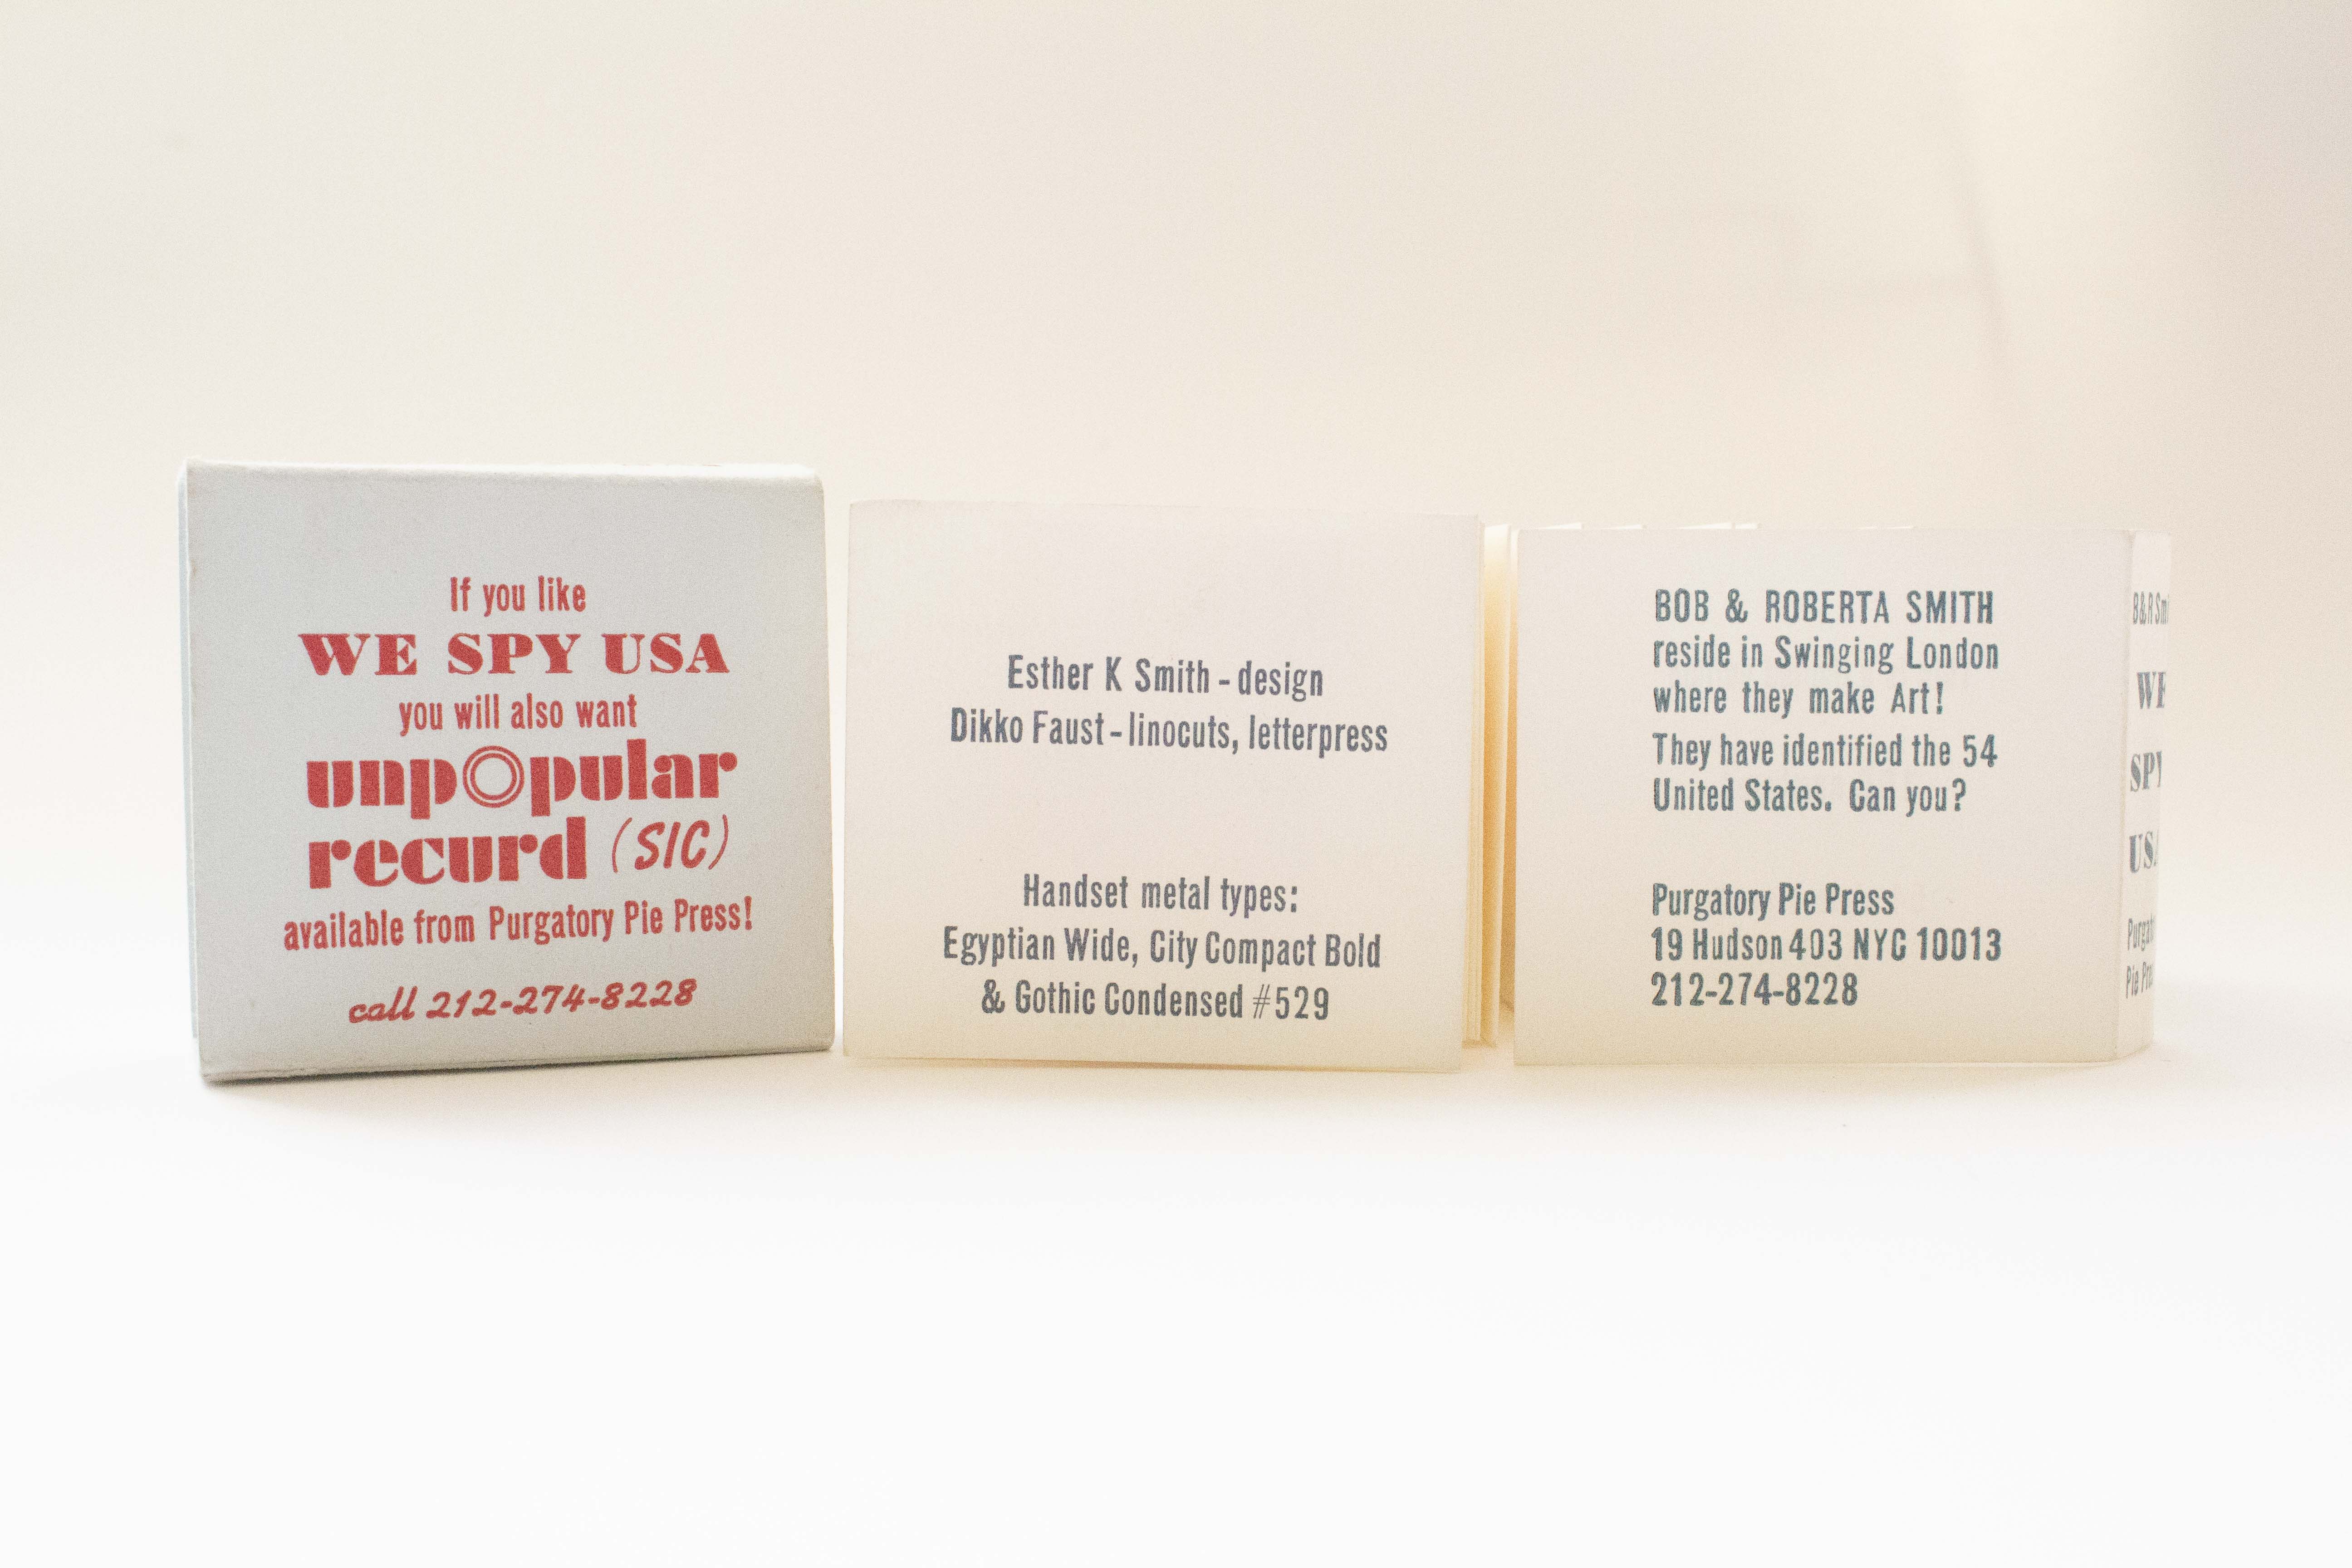 If you like
WE SPY USA
you will also want
unpopular
recurd (SIC)
available from Purgatory Pie Press!
call 212-274-8228
Esther K Smith - design
Dikko Faust - linocuts, letterpress
Handset metal types:
Egyptian Wide, City Compact Bold
& Gothic Condensed #529
BOB & ROBERTA SMITH
reside in Swinging London
where they make Art!
They have identified the 54
United States. Can you?
Purgatory Pie Press
19 Hudson 403 NYC 10013
212-274-8228
B&R
WE
SPY